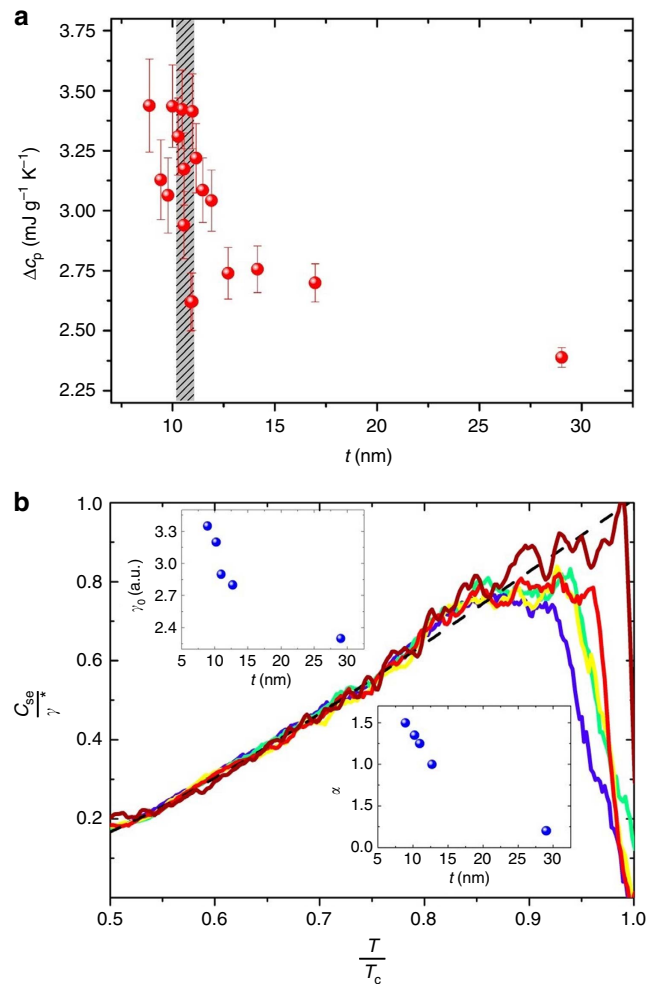 a
3.75
3.50
3.25
3.00
2.75
2.50
2.25
Δcp (mJ g⁻¹ K⁻¹)
10 15 20 25 30
t (nm)
b
1.0
0.8
0.6
0.4
0.2
Cse
γ*
3.3
3.0
2.7
2.4
γ0 (a.u.)
5 10 15 20 25 30
t (nm)
1.5
1.0
1.5
0.0
α
5 10 15 20 25 30
t (nm)
0.5 0.6 0.7 0.8 0.9 1.0
T
Tc